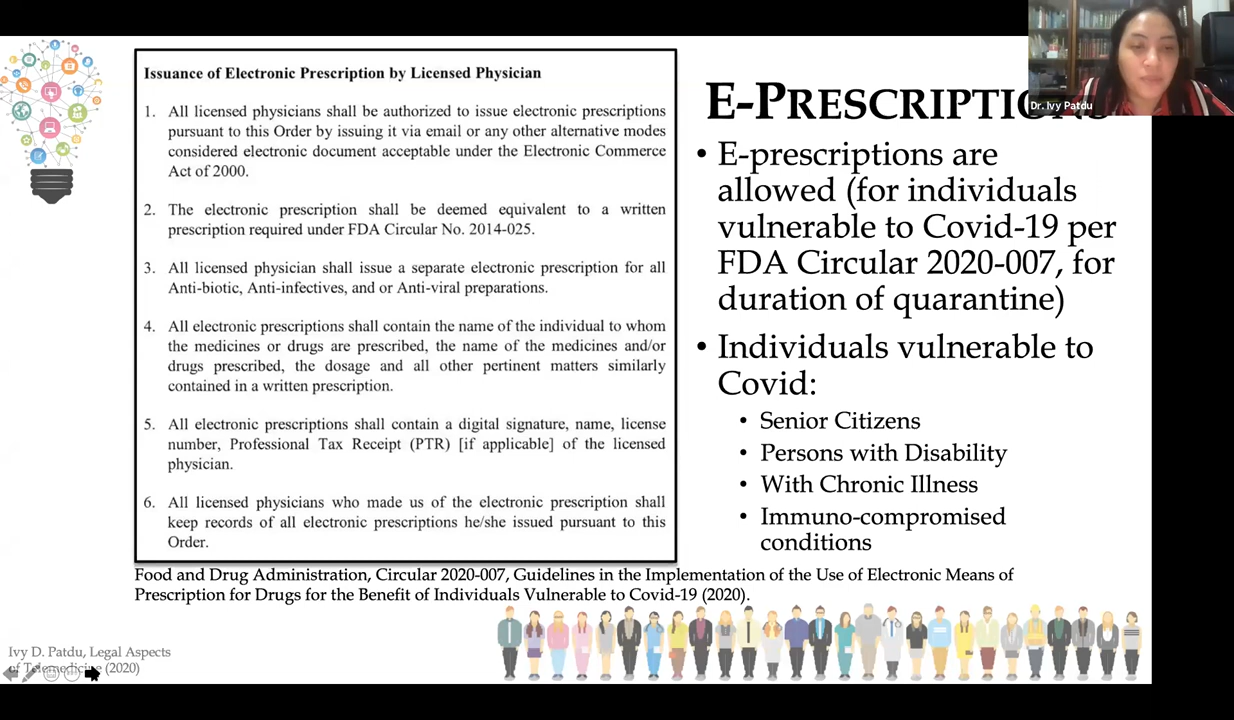 Issuance of Electronic Prescription by Licensed Physician
1. All licensed physicians shall be authorized to issue electronic prescriptions
pursuant to this Order by issuing it via email or any other alternative modes
considered electronic document acceptable under the Electronic Commerce
Act of 2000.
2. The electronic prescription shall be deemed equivalent to a written
prescription required under FDA Circular No. 2014-025.
3. All licensed physician shall issue a separate electronic prescription for all
Anti-biotic, Anti-infectives, and or Anti-viral preparations.
4. All electronic prescriptions shall contain the name of the individual to whom
the medicines or drugs are prescribed, the name of the medicines and/or
drugs prescribed, the dosage and all other pertinent matters similarly
contained in a written prescription.
5. All electronic prescriptions shall contain a digital signature, name, license
number, Professional Tax Receipt (PTR) [if applicable] of the licensed
physician.
6. All licensed physicians who made us of the electronic prescription shall
keep records of all electronic prescriptions he/she issued pursuant to this
Order.
Food and Drug Administration, Circular 2020-007, Guidelines in the Implementation of the Use of Electronic Means of
Prescription for Drugs for the Benefit of Individuals Vulnerable to Covid-19 (2020).
Dr. Ivy Patdu
E-PRESCRIPTIONS
• E-prescriptions are
allowed (for individuals
vulnerable to Covid-19 per
FDA Circular 2020-007, for
duration of quarantine)
• Individuals vulnerable to
Covid:
• Senior Citizens
• Persons with Disability
• With Chronic Illness
• Immuno-compromised
conditions
Ivy D. Patdu, Legal Aspects
of Telemedicine (2020)